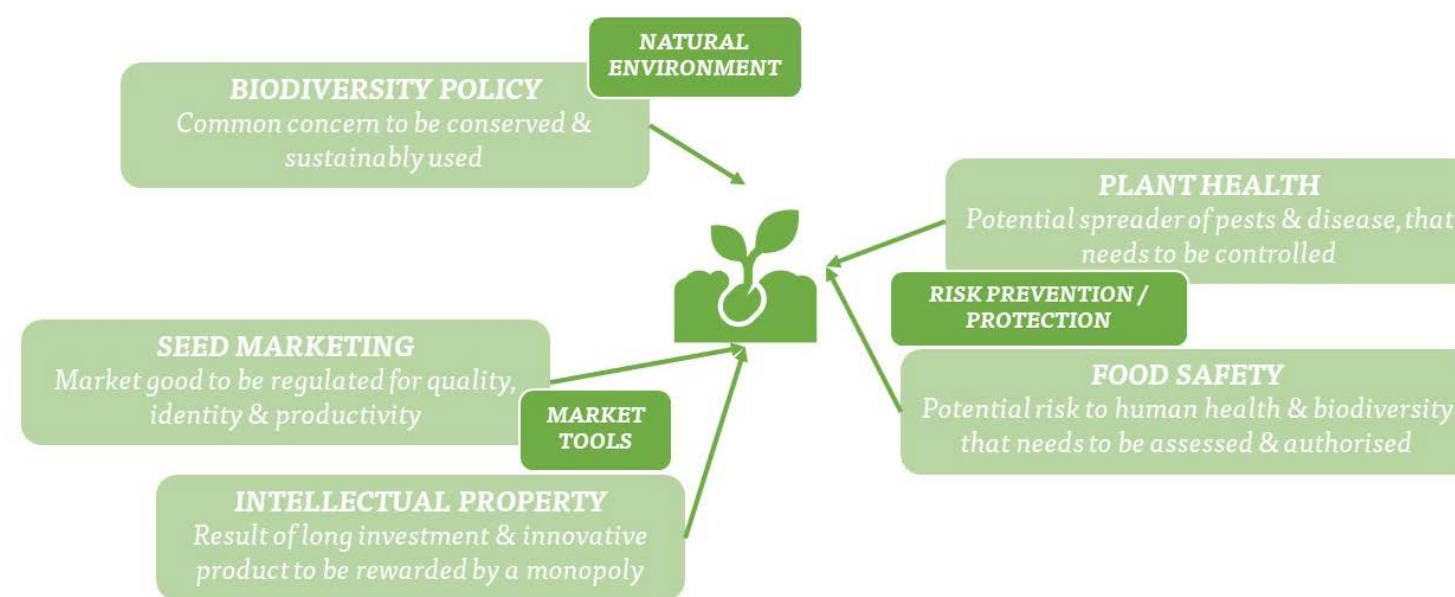 NATURAL
ENVIRONMENT
BIODIVERSITY POLICY
Common concern to be conserved &
sustainably used
PLANT HEALTH
Potential spreader of pests & disease, that
needs to be controlled
RISK PREVENTION /
PROTECTION
SEED MARKETING
Market good to be regulated for quality,
identity & productivity
MARKET
TOOLS
FOOD SAFETY
Potential risk to human health & biodiversity
that needs to be assessed & authorised
INTELLECTUAL PROPERTY
Result of long investment & innovative
product to be rewarded by a monopoly